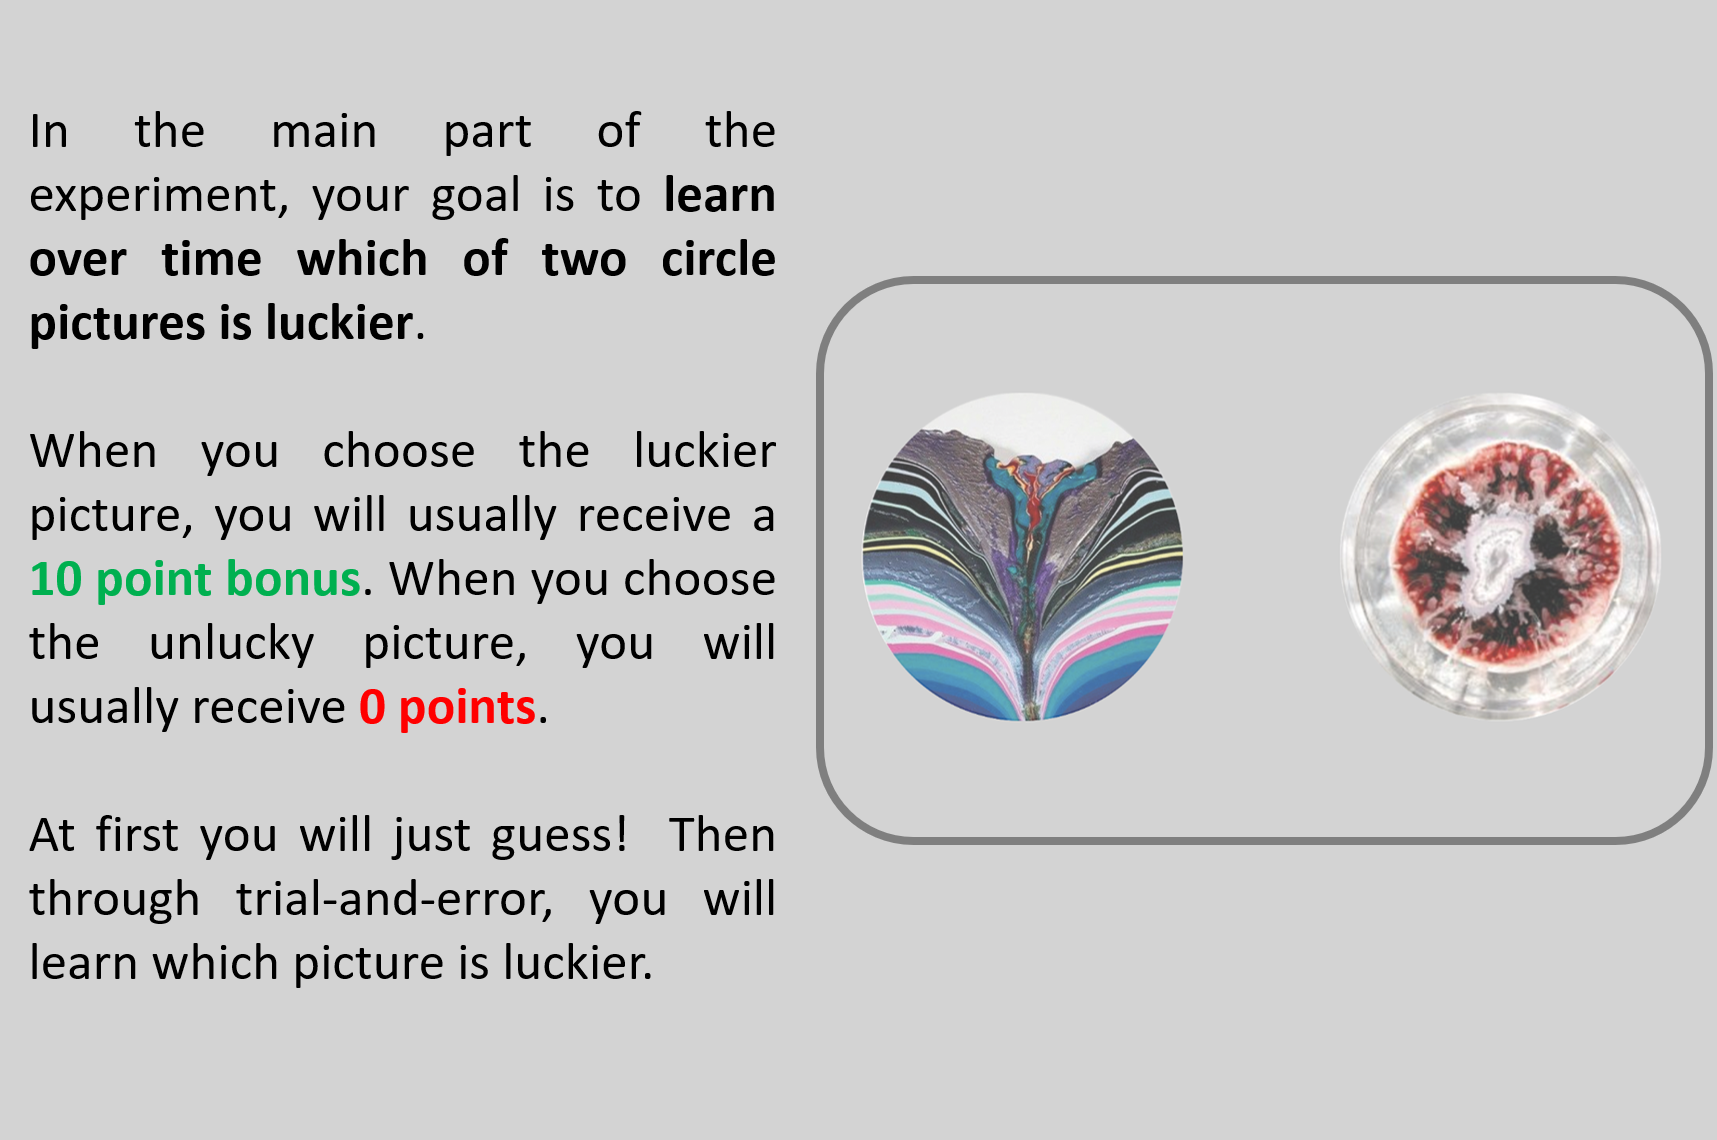 In the main part of the
experiment, your goal is to learn
over time which of two circle
pictures is luckier.
When you choose the luckier
picture, you will usually receive a
10 point bonus. When you choose
the unlucky picture, you will
usually receive 0 points.
At first you will just guess! Then
through trial-and-error, you will
learn which picture is luckier.